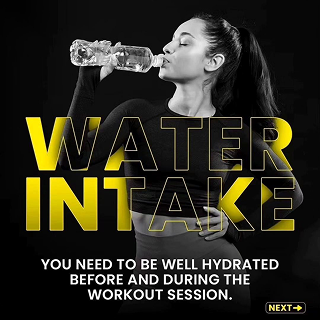 WATER
INTAKE
YOU NEED TO BE WELL HYDRATED
BEFORE AND DURING THE
WORKOUT SESSION.
NEXT